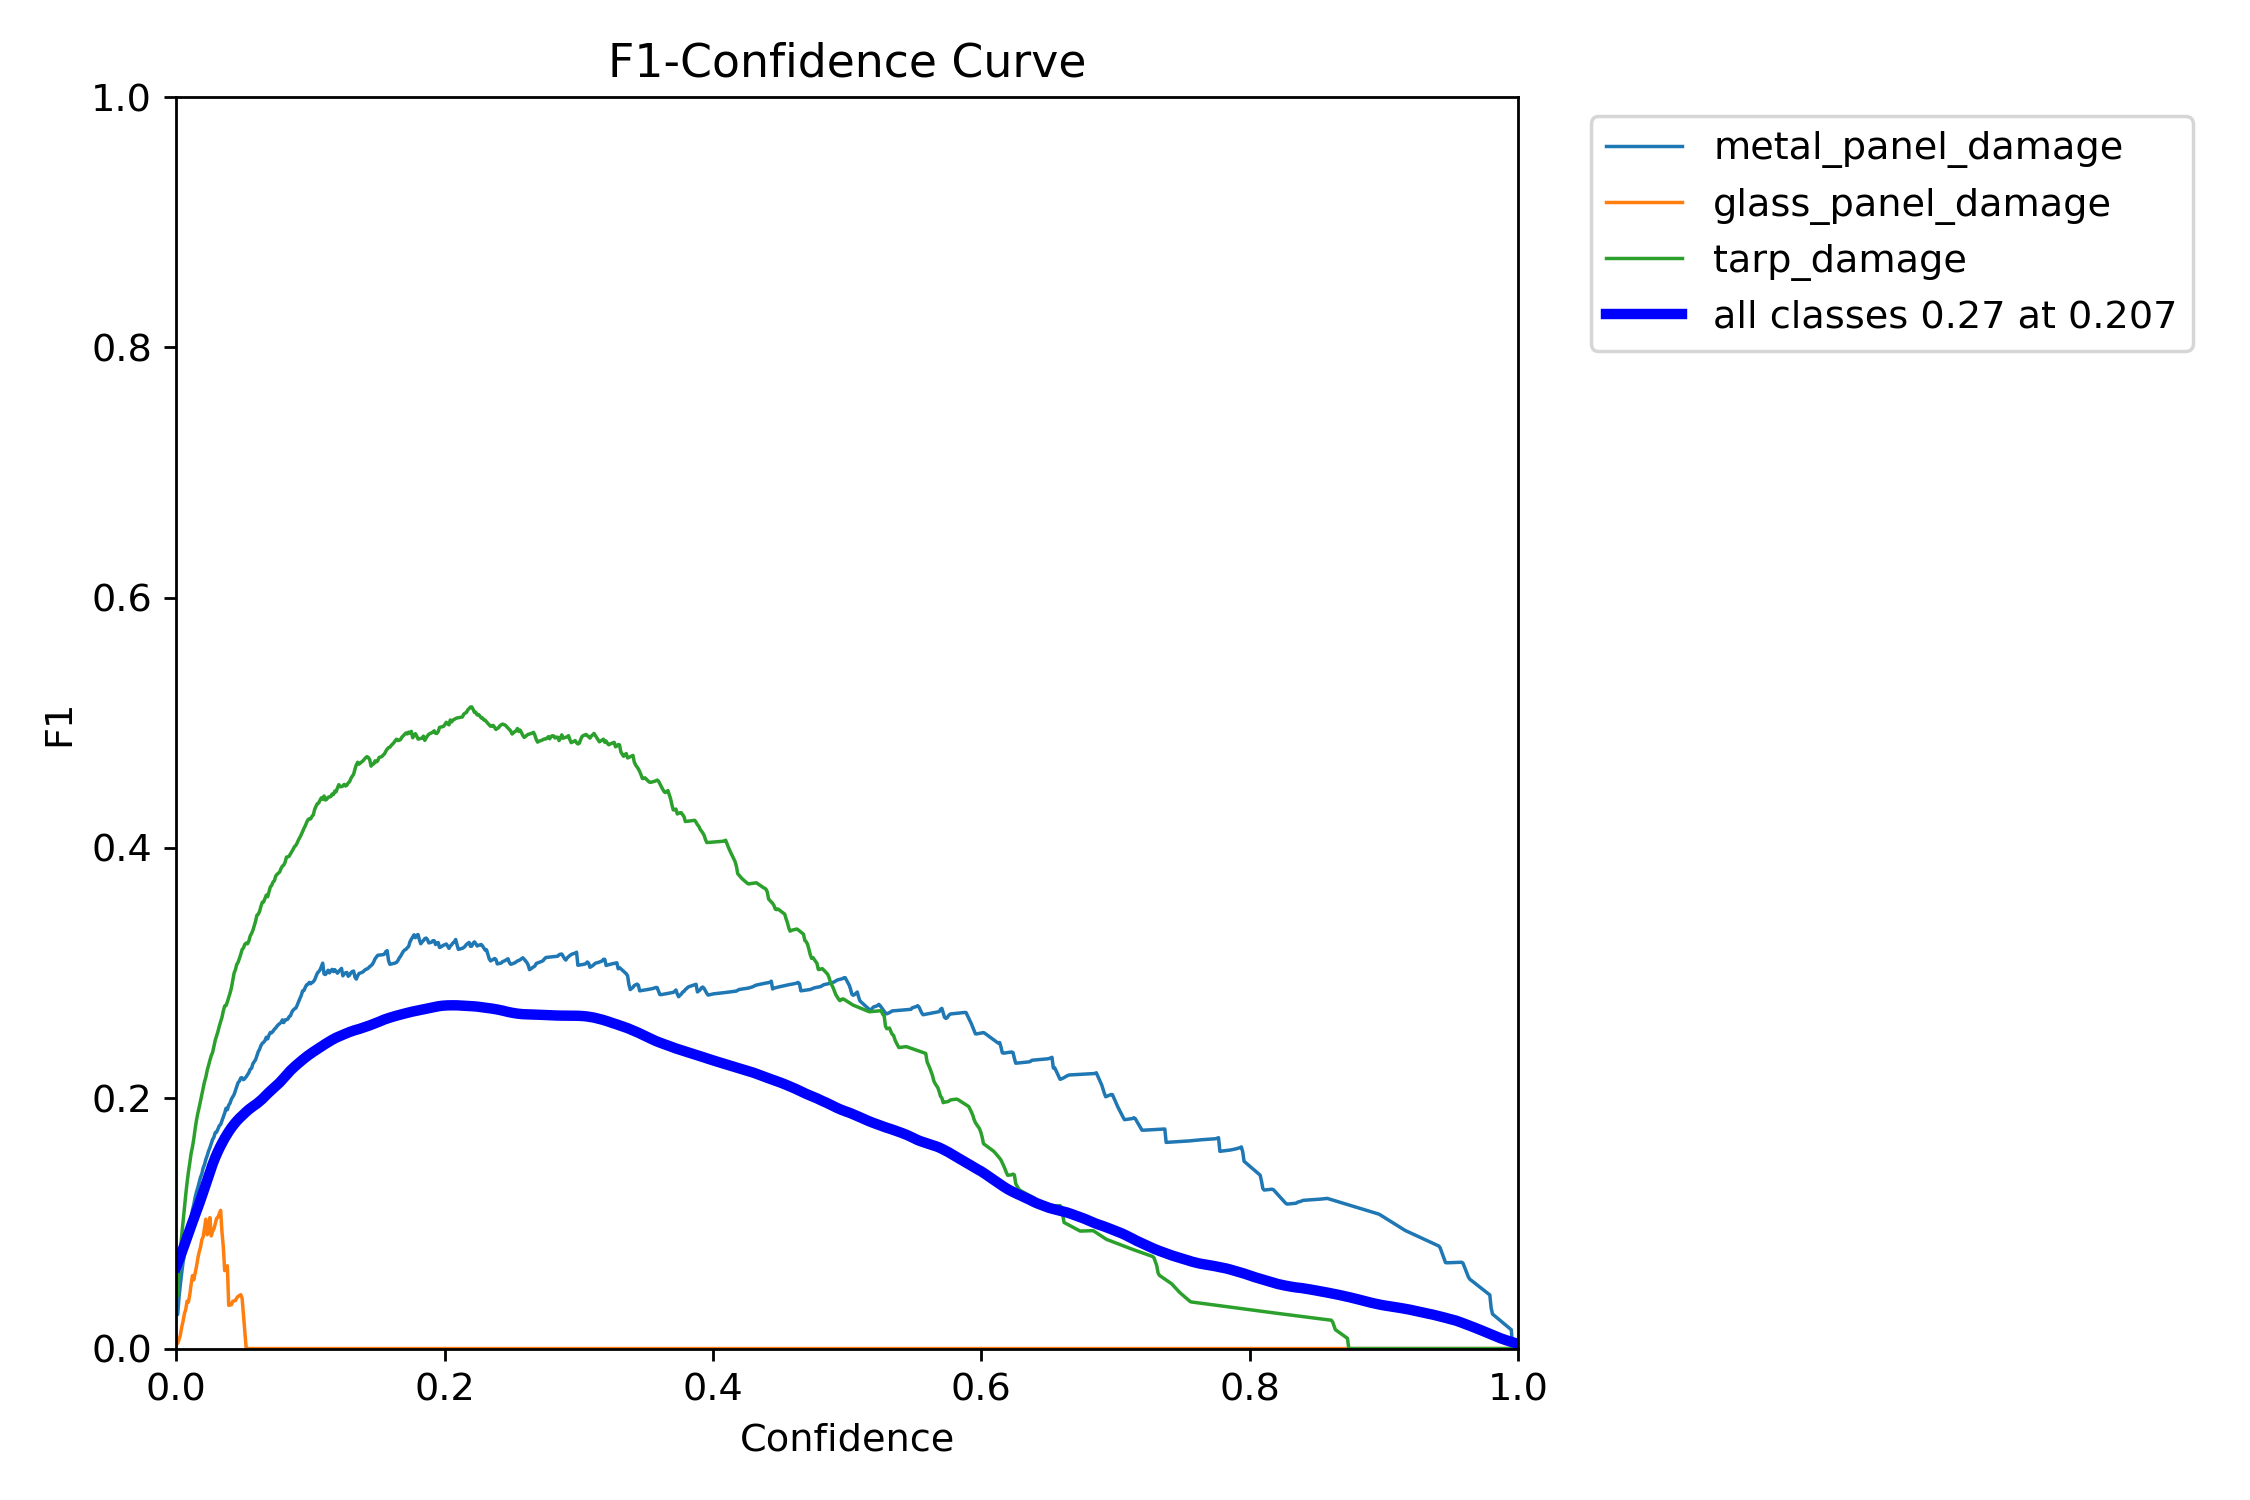 F1-Confidence Curve
1.0
0.8
0.6
0.4
0.2
0.0
F1
0.0 0.2 0.4 0.6 0.8 1.0
Confidence
metal_panel_damage
glass_panel_damage
tarp_damage
all classes 0.27 at 0.207